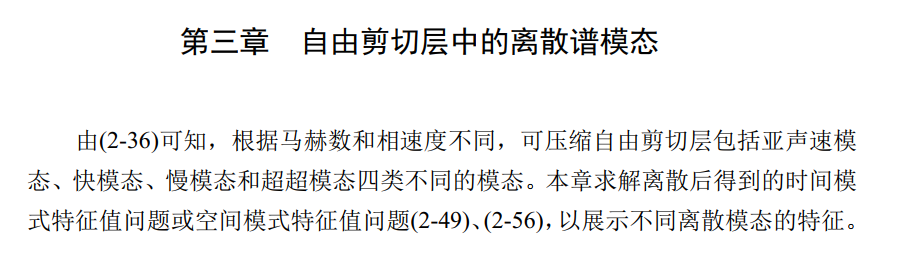 第三章 自由剪切层中的离散谱模态
由(2-36)可知，根据马赫数和相速度不同，可压缩自由剪切层包括亚声速模
态、快模态、慢模态和超超模态四类不同的模态。本章求解离散后得到的时间模
式特征值问题或空间模式特征值问题(2-49)、(2-56)，以展示不同离散模态的特征。